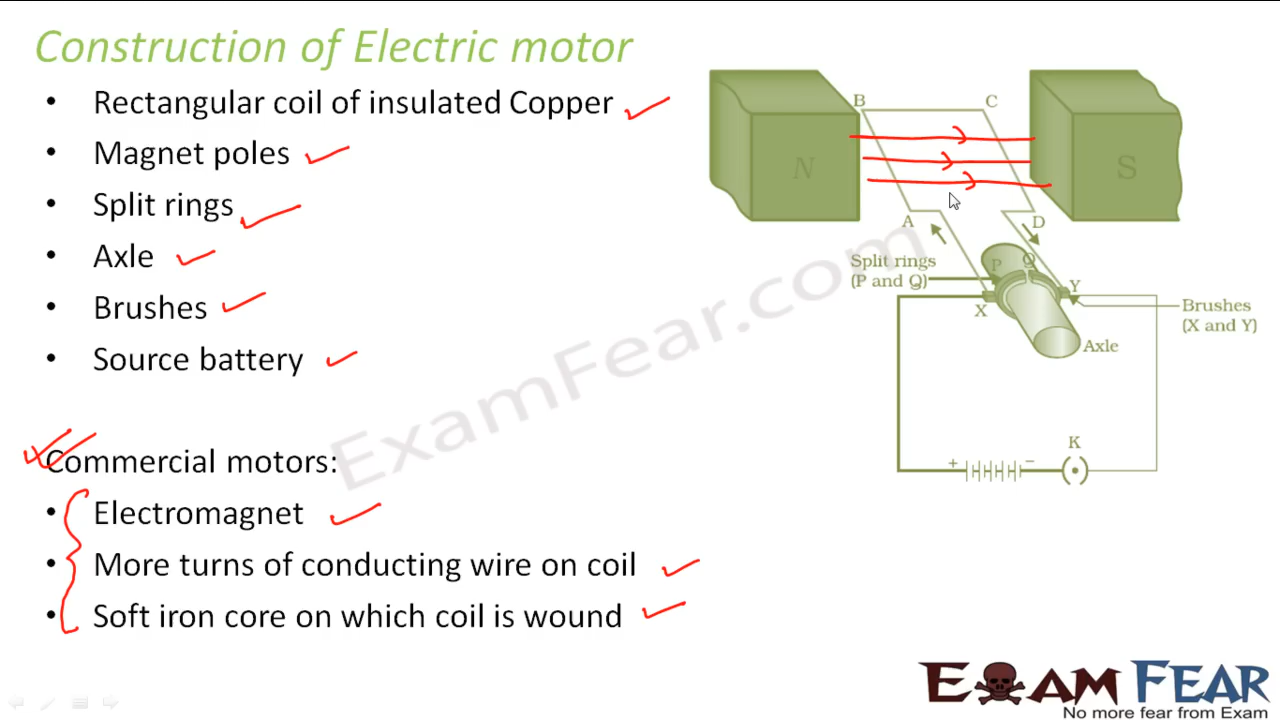 Construction of Electric motor
• Rectangular coil of insulated Copper
• Magnet poles
• Split rings
• Axle
• Brushes
• Source battery
Commercial motors:
• Electromagnet
• More turns of conducting wire on coil
• Soft iron core on which coil is wound
B
C
N
S
A
D
Split rings
(P and Q)
P
Q
X
Y
Brushes
(X and Y)
Axle
K
+
−
ExamFear.com
EXAM FEAR
No more fear from Exam